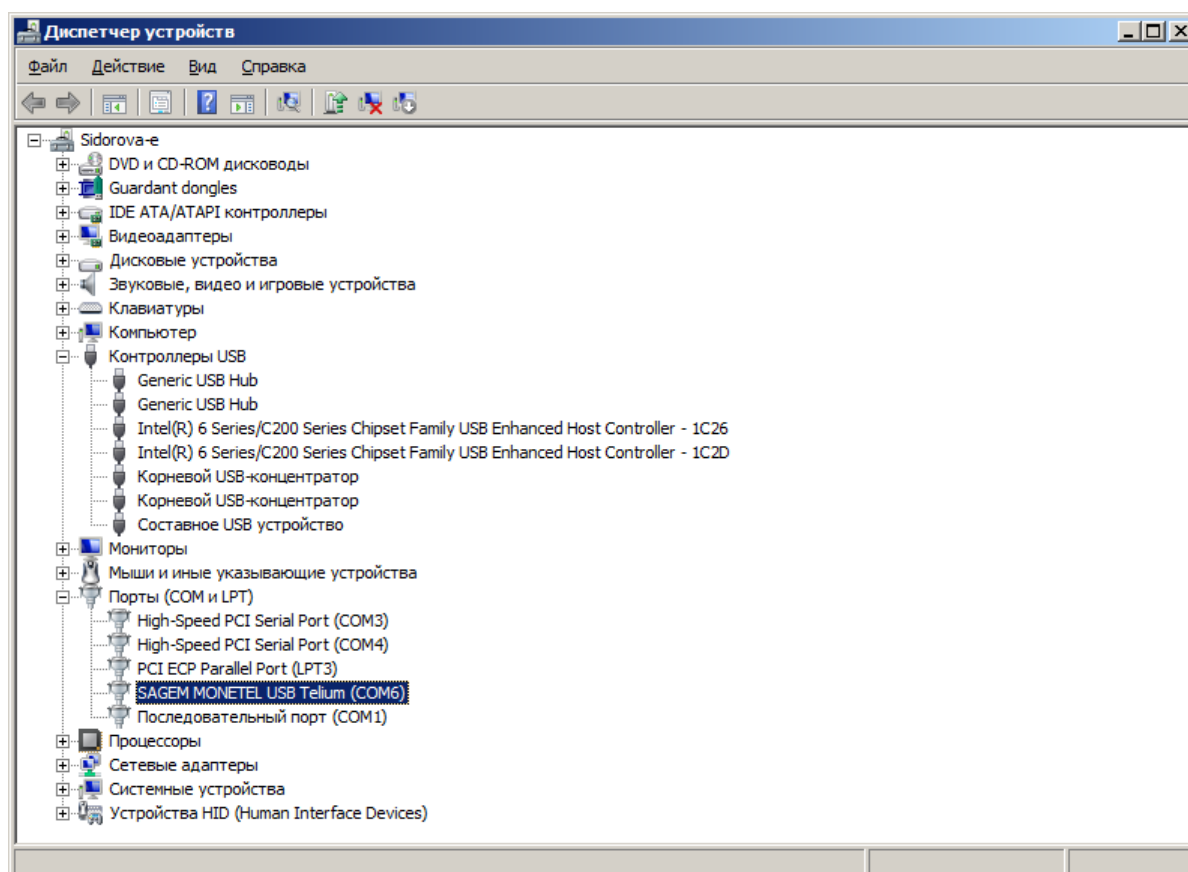 Диспетчер устройств
Файл Действие Вид Справка
Sidorova-e
DVD и CD-ROM дисководы
Guardant dongles
IDE ATA/ATAPI контроллеры
Видеоадаптеры
Дисковые устройства
Звуковые, видео и игровые устройства
Клавиатуры
Компьютер
Контроллеры USB
Generic USB Hub
Generic USB Hub
Intel(R) 6 Series/C200 Series Chipset Family USB Enhanced Host Controller - 1C26
Intel(R) 6 Series/C200 Series Chipset Family USB Enhanced Host Controller - 1C2D
Корневой USB-концентратор
Корневой USB-концентратор
Составное USB устройство
Мониторы
Мыши и иные указывающие устройства
Порты (COM и LPT)
High-Speed PCI Serial Port (COM3)
High-Speed PCI Serial Port (COM4)
PCI ECP Parallel Port (LPT3)
SAGEM MONETEL USB Telium (COM6)
Последовательный порт (COM1)
Процессоры
Сетевые адаптеры
Системные устройства
Устройства HID (Human Interface Devices)